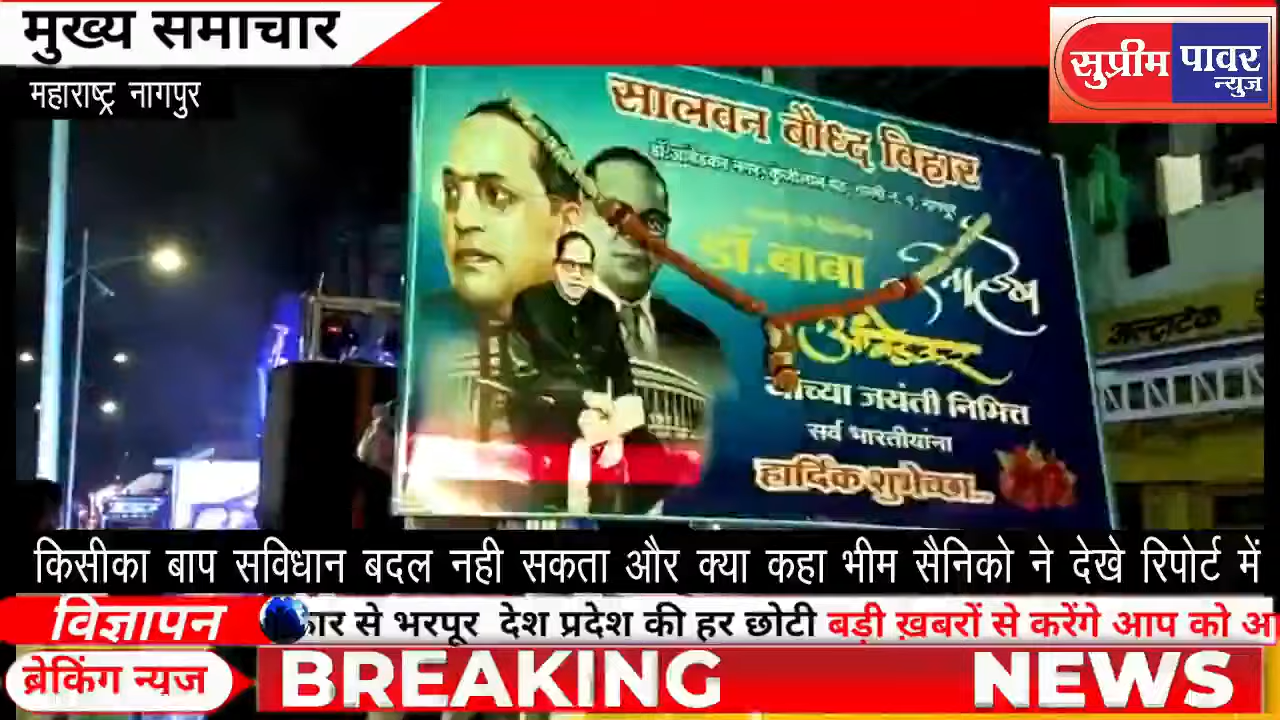 मुख्य समाचार
सुप्रीम पावर
न्युज
महाराष्ट्र नागपुर
सालवन बौध्द विहार
डॉ. बाबा
साहेब
आंबेडकर
यांच्या जयंती निमित्त
सर्व भारतीयांना
हार्दिक शुभेच्छा...
अल्ट्राटेक
किसीका बाप सविधान बदल नही सकता और क्या कहा भीम सैनिको ने देखे रिपोर्ट में
विज्ञापन
से भरपूर देश प्रदेश की हर छोटी बड़ी ख़बरों से करेंगे आप को
ब्रेकिंग न्यूज
BREAKING NEWS